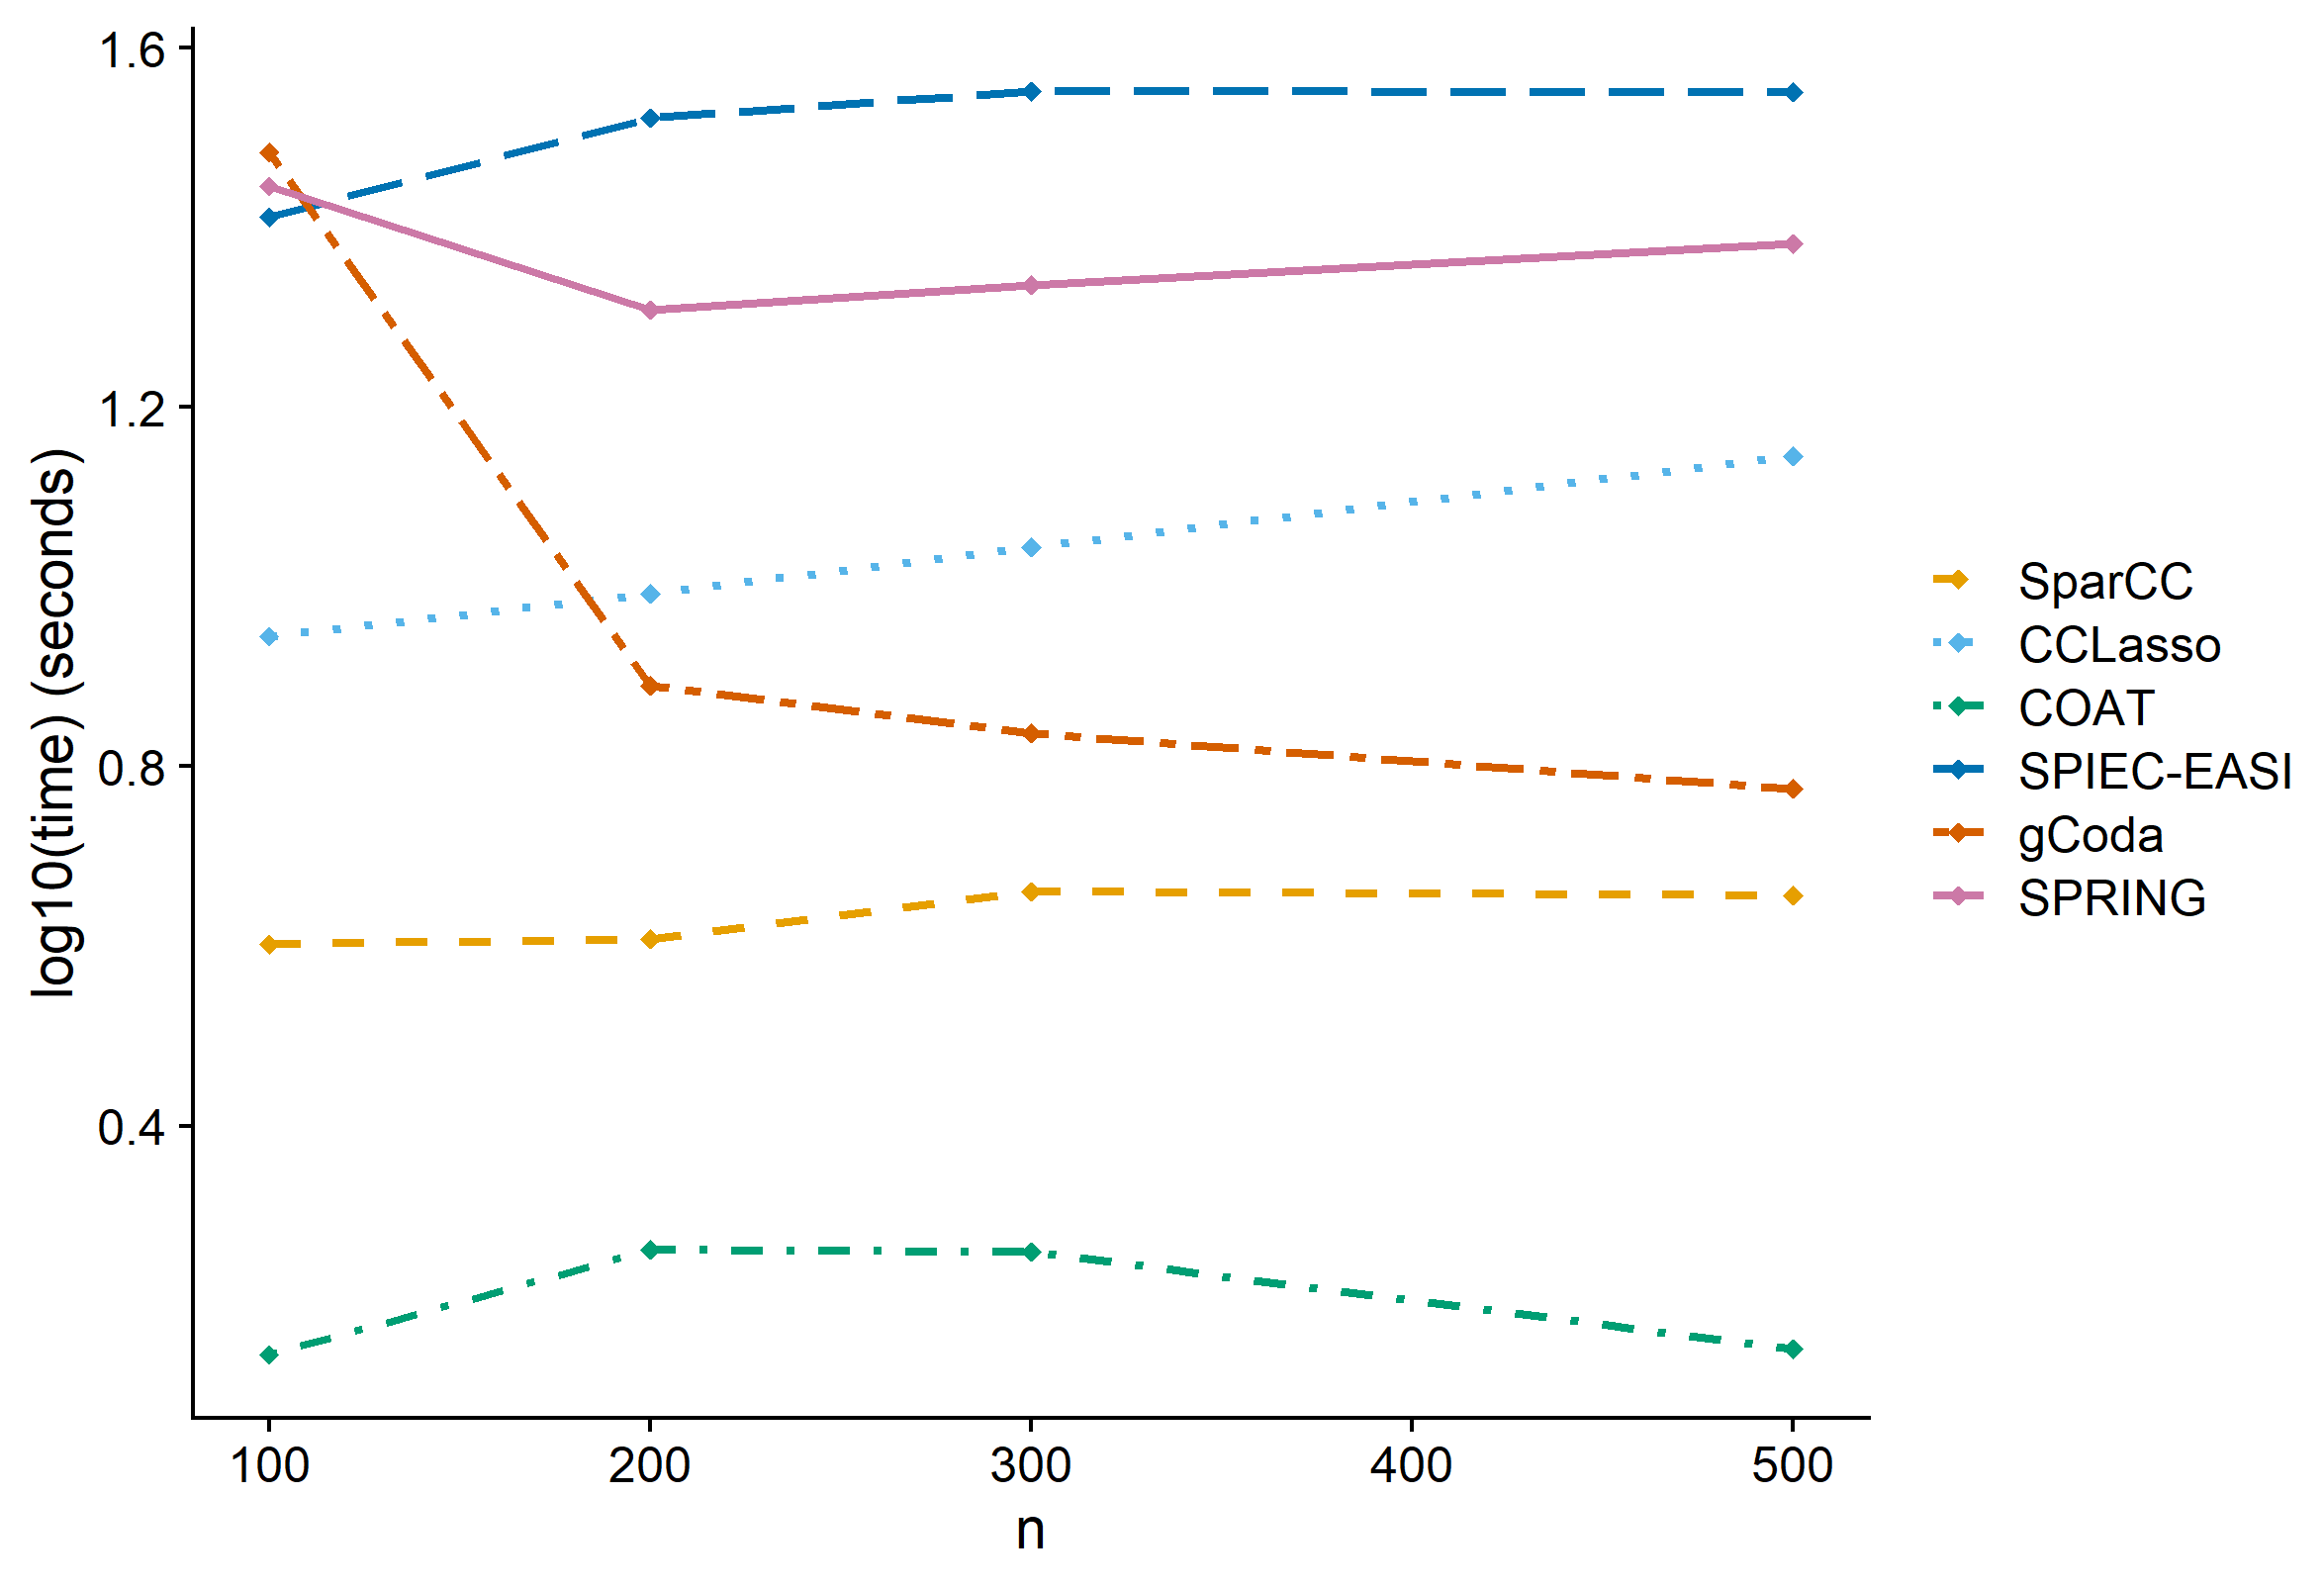 1.6
1.2
0.8
0.4
log10(time) (seconds)
100 200 300 400 500
n
SparCC
CCLasso
COAT
SPIEC-EASI
gCoda
SPRING